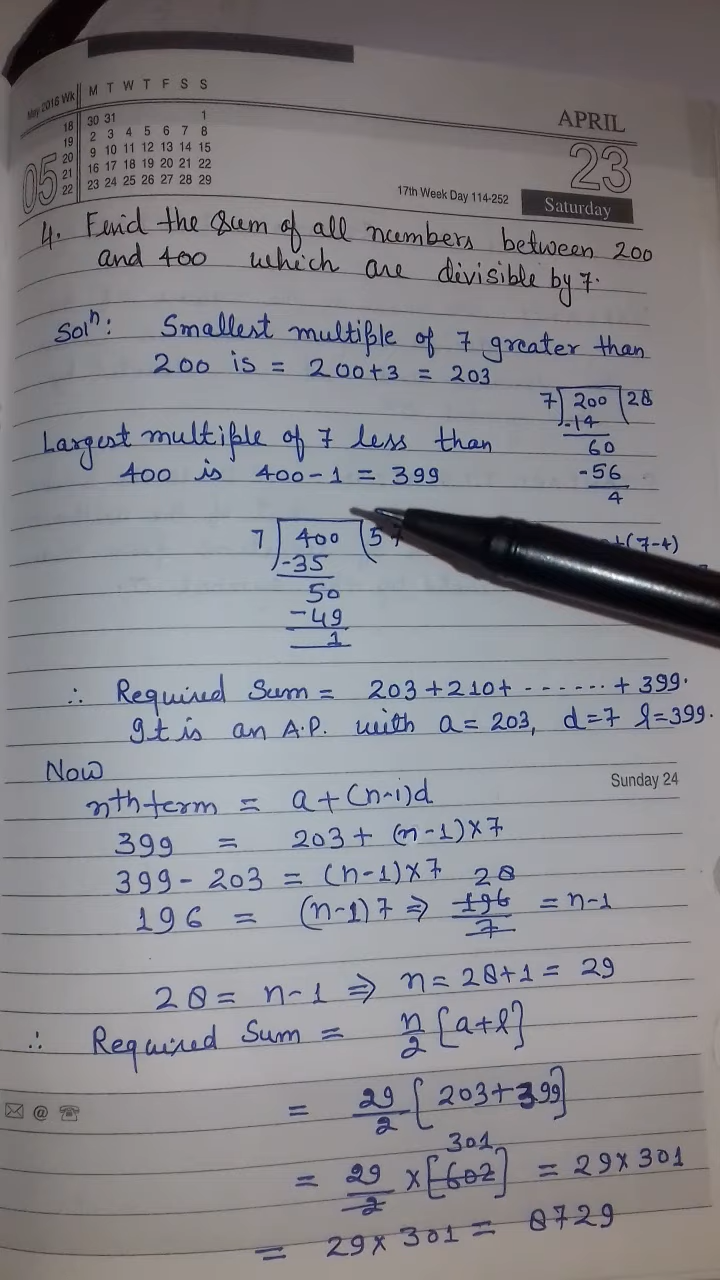 May 2016 Wk M T W T F S S
18 30 31 1
19 2 3 4 5 6 7 8
20 9 10 11 12 13 14 15
21 16 17 18 19 20 21 22
22 23 24 25 26 27 28 29
05
APRIL
23
17th Week Day 114-252
Saturday
4. Find the Sum of all numbers between 200
and 400 which are divisible by 7.
Solⁿ: Smallest multiple of 7 greater than
200 is = 200+3 = 203
7 200 28
-14
60
-56
4
+(7-4)
Largest multiple of 7 less than
400 is 400-1 = 399
7 400 57
-35
50
-49
1
∴ Required Sum = 203+210+ ------- + 399.
It is an A.P. with a= 203, d=7 l=399.
Now
Sunday 24
nth term = a+(n-1)d
399 = 203+ (n-1)×7
399- 203 = (n-1)×7
196 = (n-1)7 ⇒ 196/7 28 = n-1
28 = n-1 ⇒ n= 28+1 = 29
∴ Required Sum = n/2 [a+l]
= 29/2 [203+399]
= 29/2 ×[602] 301 = 29×301
= 29×301 = 8729